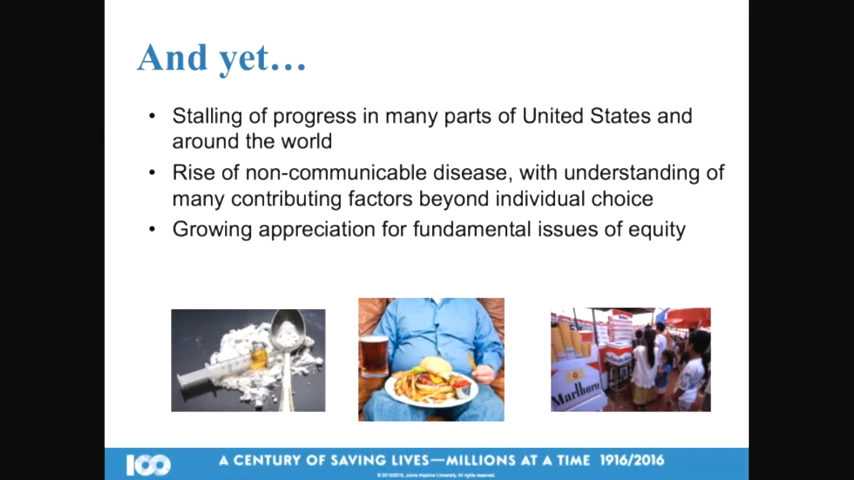 And yet…
• Stalling of progress in many parts of United States and
around the world
• Rise of non-communicable disease, with understanding of
many contributing factors beyond individual choice
• Growing appreciation for fundamental issues of equity
Marlboro
100
A CENTURY OF SAVING LIVES—MILLIONS AT A TIME 1916/2016
Johns Hopkins University. All rights reserved.